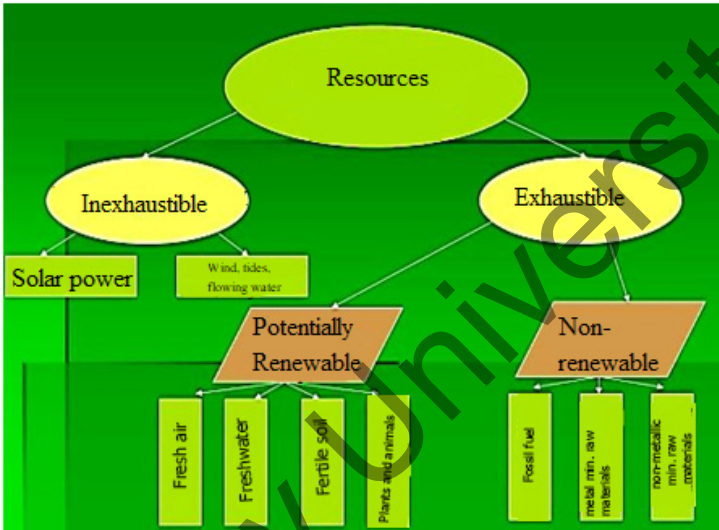 Resources
Inexhaustible
Exhaustible
Solar power
Wind, tides,
flowing water
Potentially
Renewable
Non-
renewable
Fresh air
Freshwater
Fertile soil
Plants and animals
Fossil fuel
metal min. raw
materials
non-metallic
min. raw
materials
y Universit